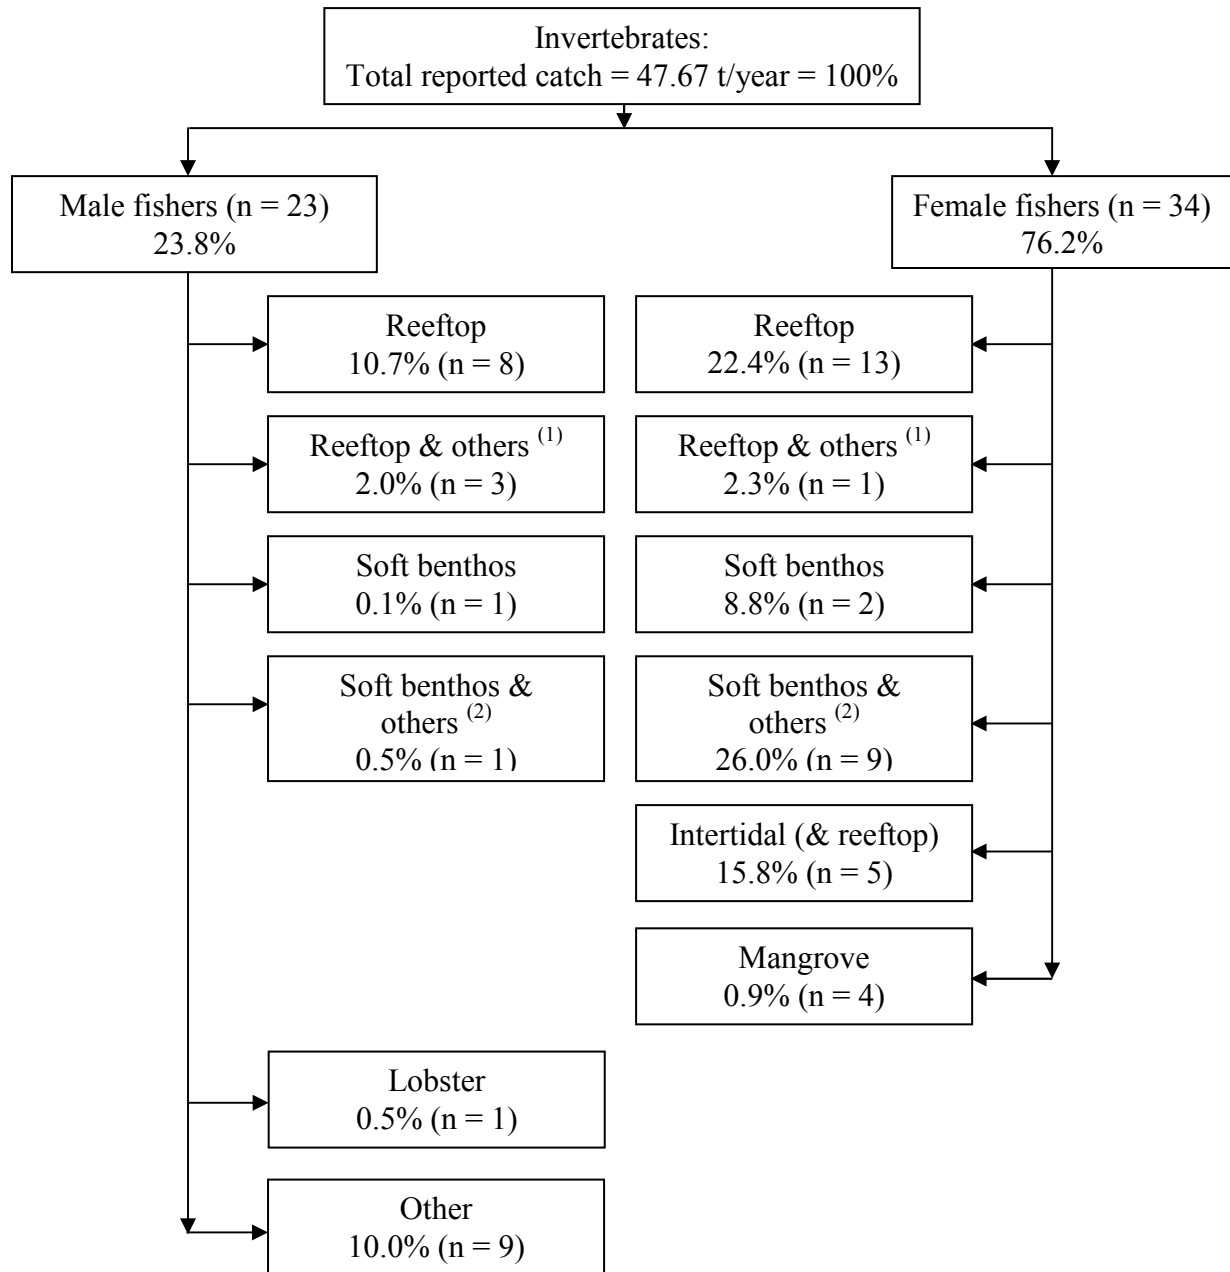 Invertebrates:
Total reported catch = 47.67 t/year = 100%
Male fishers (n = 23)
23.8%
Female fishers (n = 34)
76.2%
Reeftop
10.7% (n = 8)
Reeftop
22.4% (n = 13)
Reeftop & others (1)
2.0% (n = 3)
Reeftop & others (1)
2.3% (n = 1)
Soft benthos
0.1% (n = 1)
Soft benthos
8.8% (n = 2)
Soft benthos &
others (2)
0.5% (n = 1)
Soft benthos &
others (2)
26.0% (n = 9)
Intertidal (& reeftop)
15.8% (n = 5)
Mangrove
0.9% (n = 4)
Lobster
0.5% (n = 1)
Other
10.0% (n = 9)